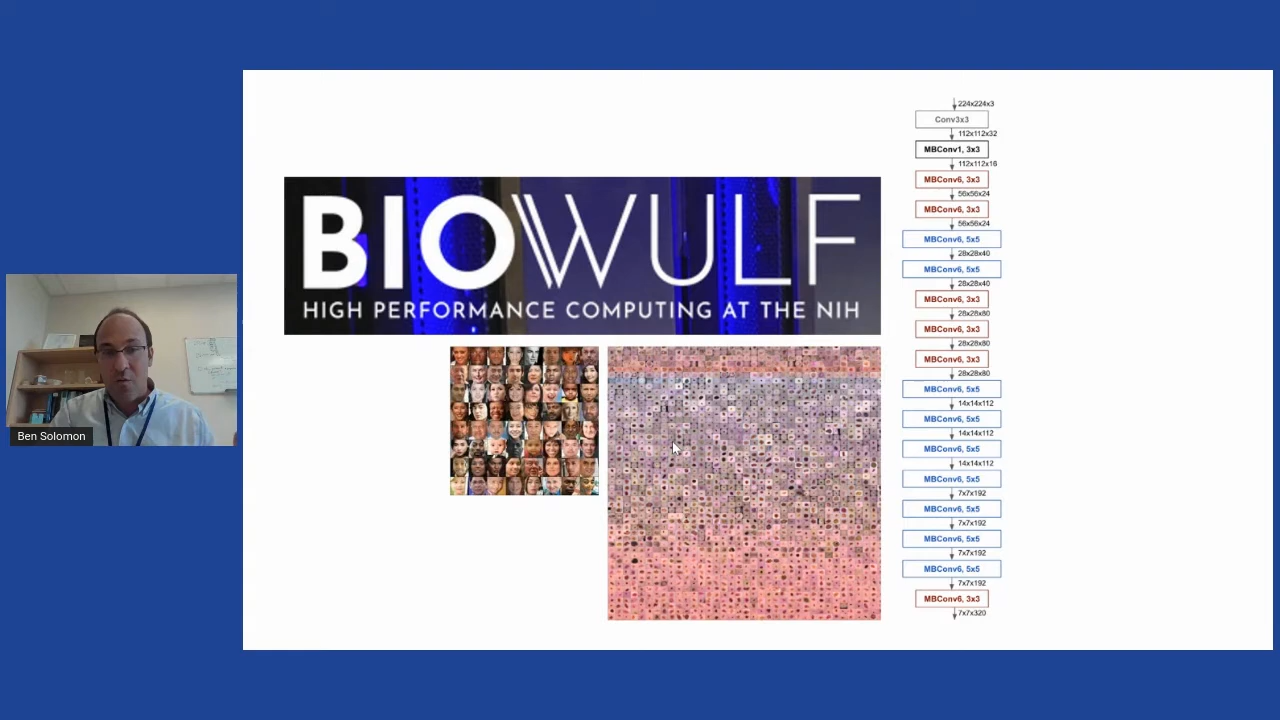 BIOWULF
HIGH PERFORMANCE COMPUTING AT THE NIH
Ben Solomon
224x224x3
Conv3x3
112x112x32
MBConv1, 3x3
112x112x16
MBConv6, 3x3
56x56x24
MBConv6, 3x3
56x56x24
MBConv6, 5x5
28x28x40
MBConv6, 5x5
28x28x40
MBConv6, 3x3
28x28x80
MBConv6, 3x3
28x28x80
MBConv6, 3x3
28x28x80
MBConv6, 5x5
14x14x112
MBConv6, 5x5
14x14x112
MBConv6, 5x5
14x14x112
MBConv6, 5x5
7x7x192
MBConv6, 5x5
7x7x192
MBConv6, 5x5
7x7x192
MBConv6, 5x5
7x7x192
MBConv6, 3x3
7x7x320